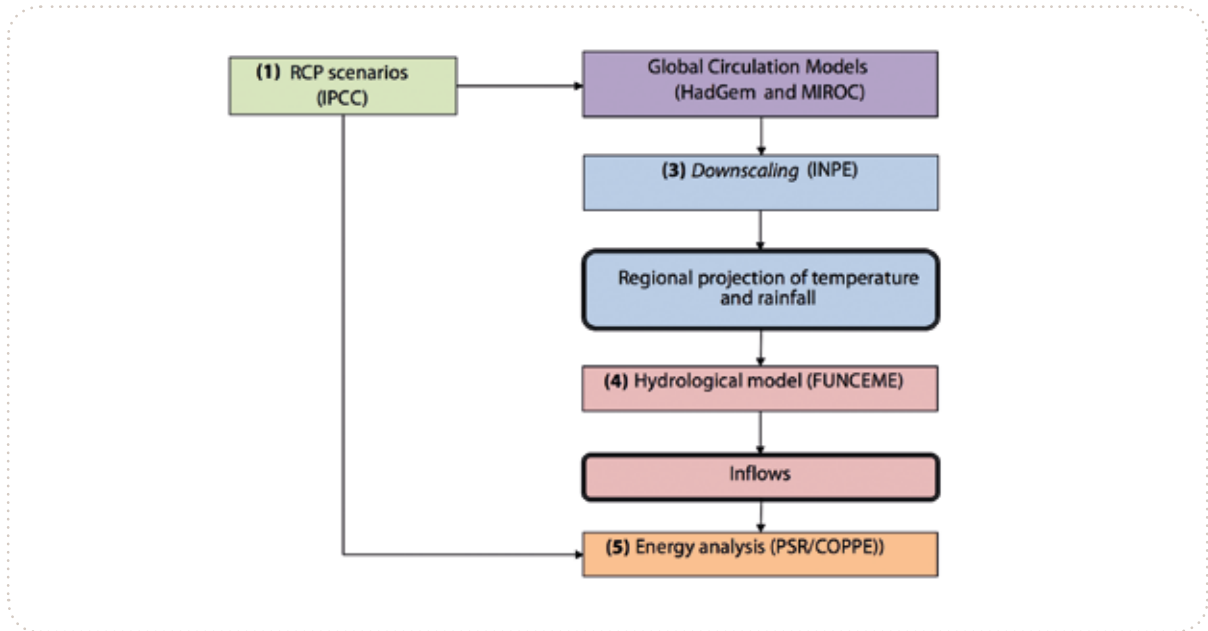 (1) RCP scenarios
(IPCC)
Global Circulation Models
(HadGem and MIROC)
(3) Downscaling (INPE)
Regional projection of temperature
and rainfall
(4) Hydrological model (FUNCEME)
Inflows
(5) Energy analysis (PSR/COPPE))